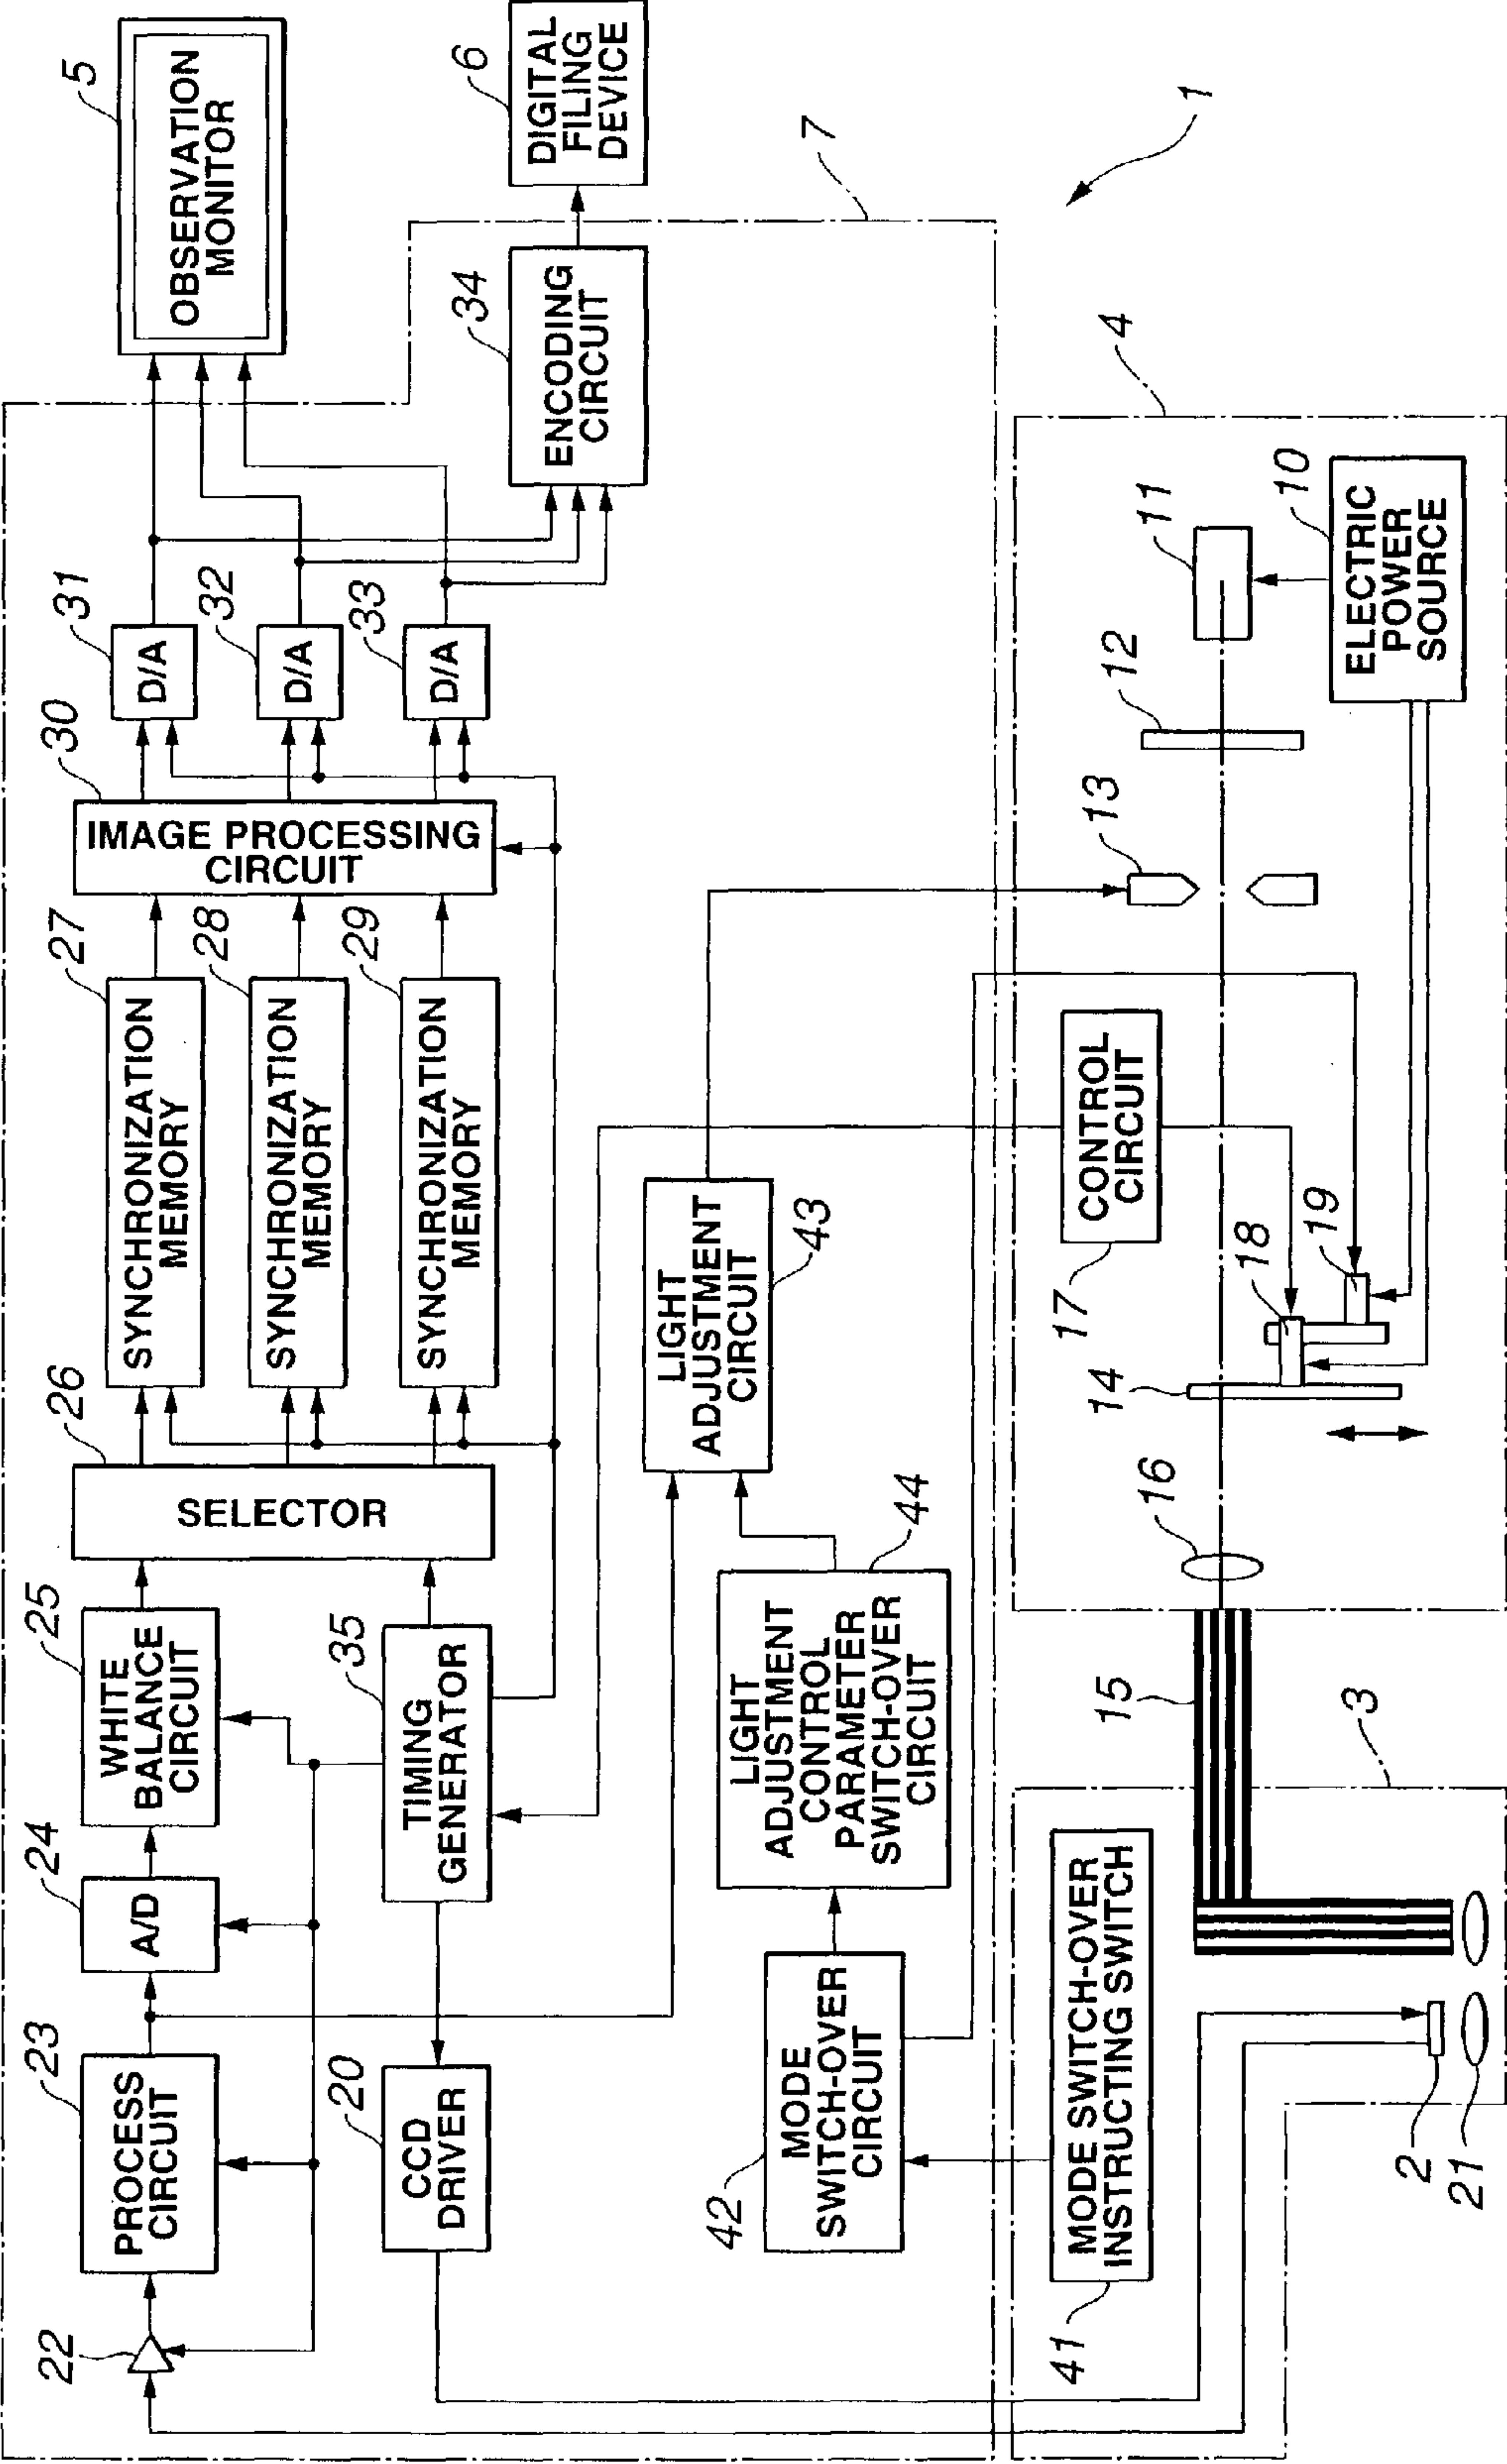 22
23
PROCESS
CIRCUIT
24
A/D
25
WHITE
BALANCE
CIRCUIT
26
SELECTOR
27
SYNCHRONIZATION
MEMORY
28
SYNCHRONIZATION
MEMORY
29
SYNCHRONIZATION
MEMORY
30
IMAGE PROCESSING
CIRCUIT
31
D/A
32
D/A
33
D/A
5
OBSERVATION
MONITOR
6
DIGITAL
FILING
DEVICE
34
ENCODING
CIRCUIT
7
1
20
CCD
DRIVER
35
TIMING
GENERATOR
42
MODE
SWITCH-OVER
CIRCUIT
44
LIGHT
ADJUSTMENT
CONTROL
PARAMETER
SWITCH-OVER
CIRCUIT
43
LIGHT
ADJUSTMENT
CIRCUIT
41
MODE SWITCH-OVER
INSTRUCTING SWITCH
2
21
3
15
16
14
17
CONTROL
CIRCUIT
18
19
13
12
11
10
ELECTRIC
POWER
SOURCE
4